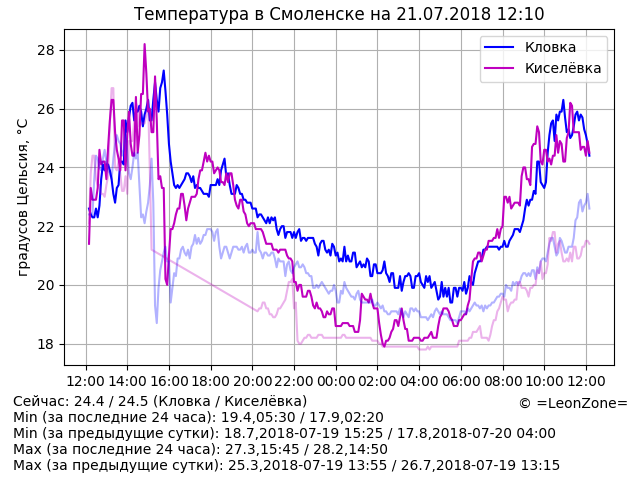 Температура в Смоленске на 21.07.2018 12:10
Кловка
Киселёвка
градусов Цельсия, °C
28
26
24
22
20
18
12:00 14:00 16:00 18:00 20:00 22:00 00:00 02:00 04:00 06:00 08:00 10:00 12:00
Сейчас: 24.4 / 24.5 (Кловка / Киселёвка)
© =LeonZone=
Min (за последние 24 часа): 19.4,05:30 / 17.9,02:20
Min (за предыдущие сутки): 18.7,2018-07-19 15:25 / 17.8,2018-07-20 04:00
Max (за последние 24 часа): 27.3,15:45 / 28.2,14:50
Max (за предыдущие сутки): 25.3,2018-07-19 13:55 / 26.7,2018-07-19 13:15